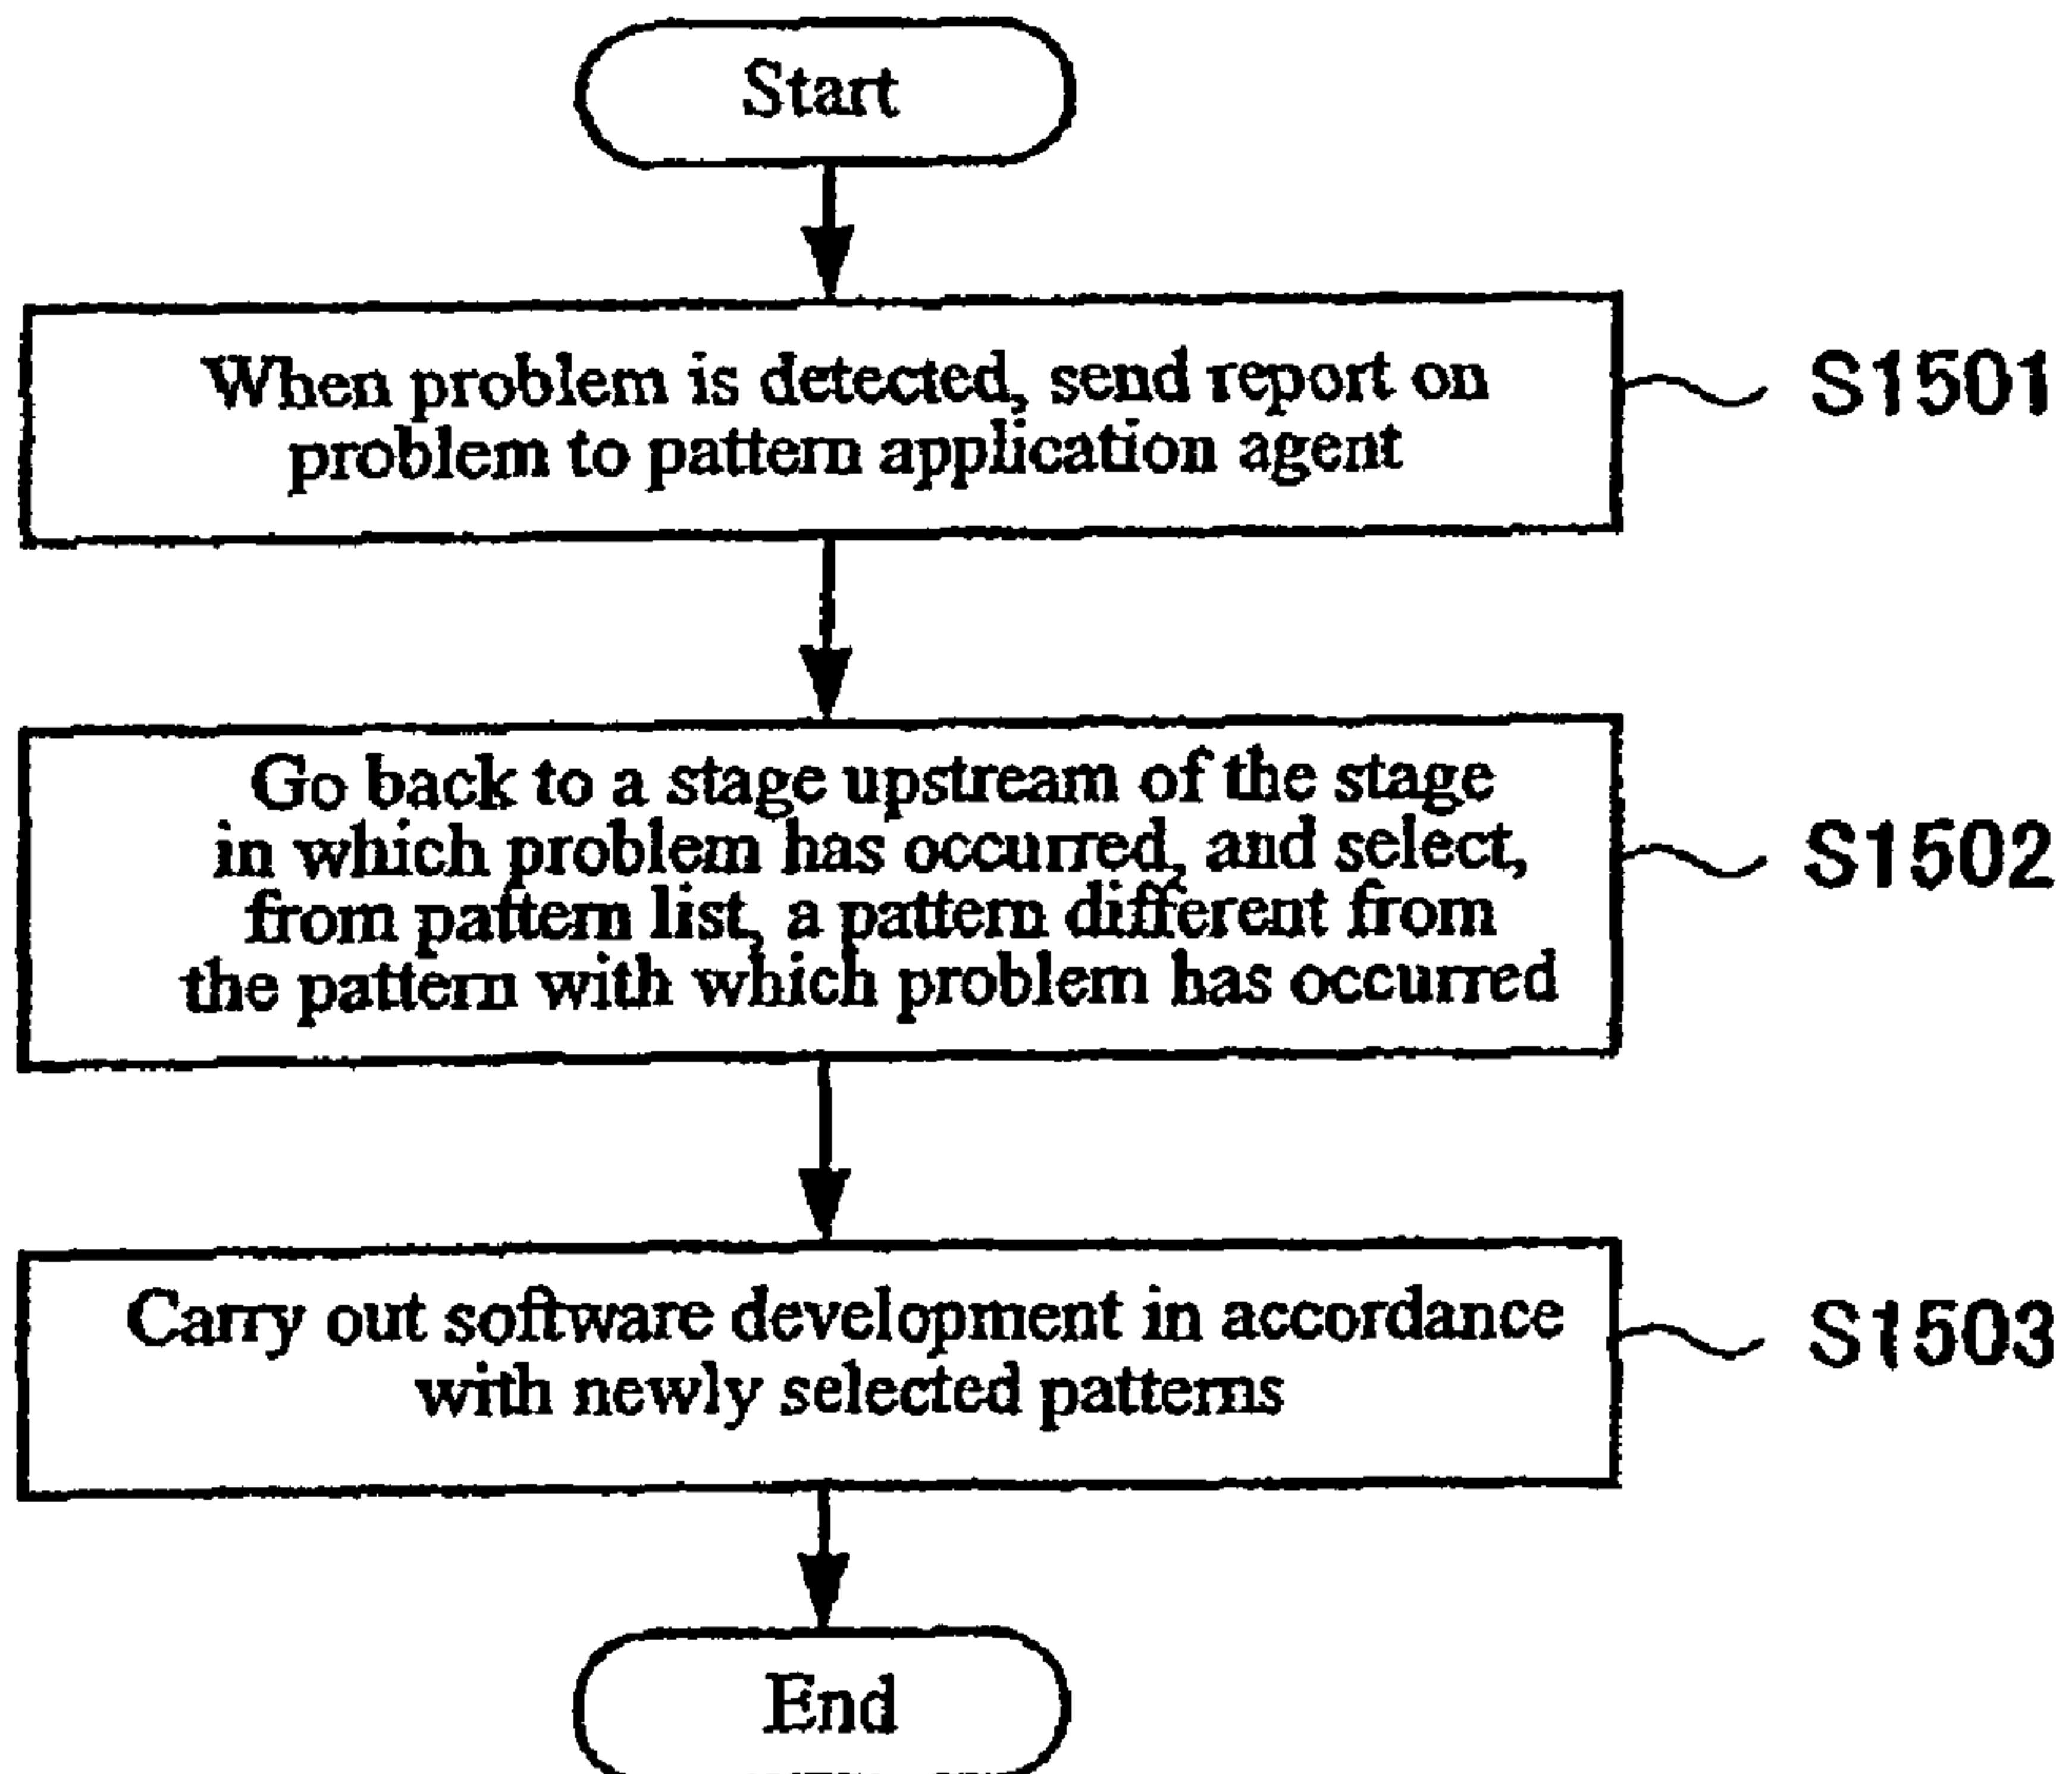 Start
When problem is detected, send report on
problem to pattern application agent
S1501
Go back to a stage upstream of the stage
in which problem has occurred, and select,
from pattern list, a pattern different from
the pattern with which problem has occurred
S1502
Carry out software development in accordance
with newly selected patterns
S1503
End